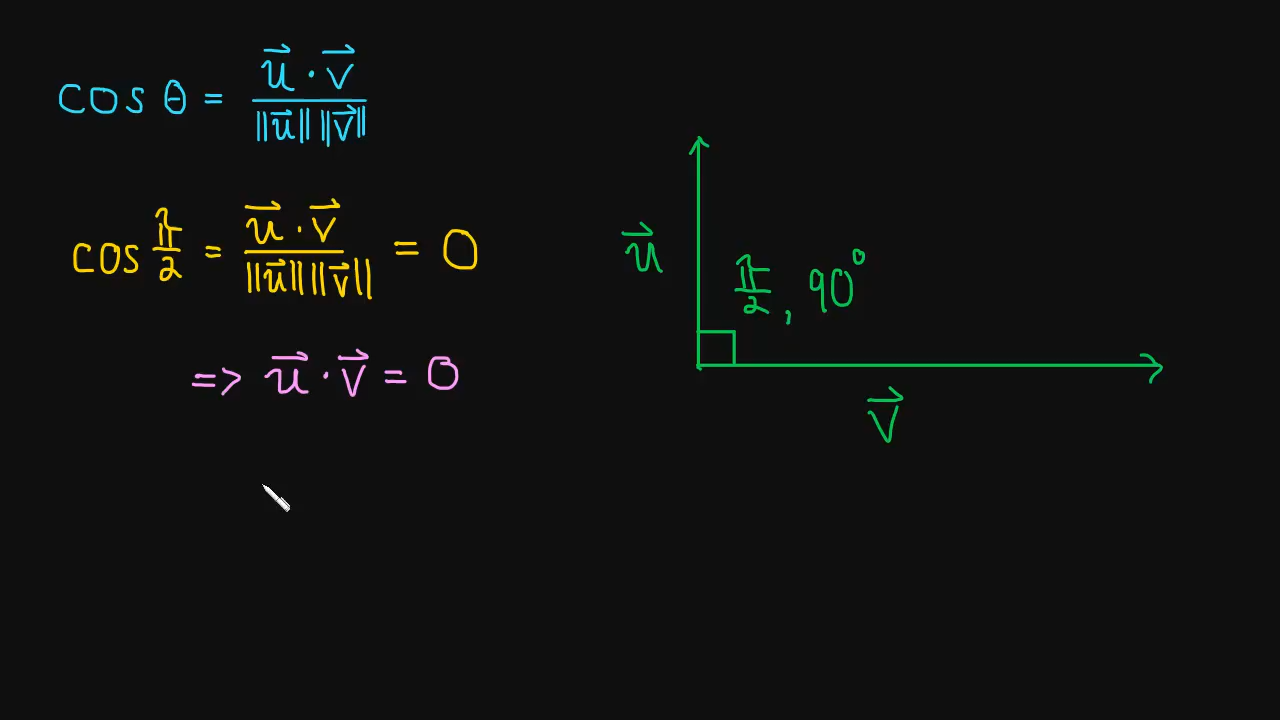 cos θ = u⃗ · v⃗ / ||u⃗|| ||v⃗||
cos π/2 = u⃗ · v⃗ / ||u⃗|| ||v⃗|| = 0
=> u⃗ · v⃗ = 0
u⃗
π/2, 90°
v⃗